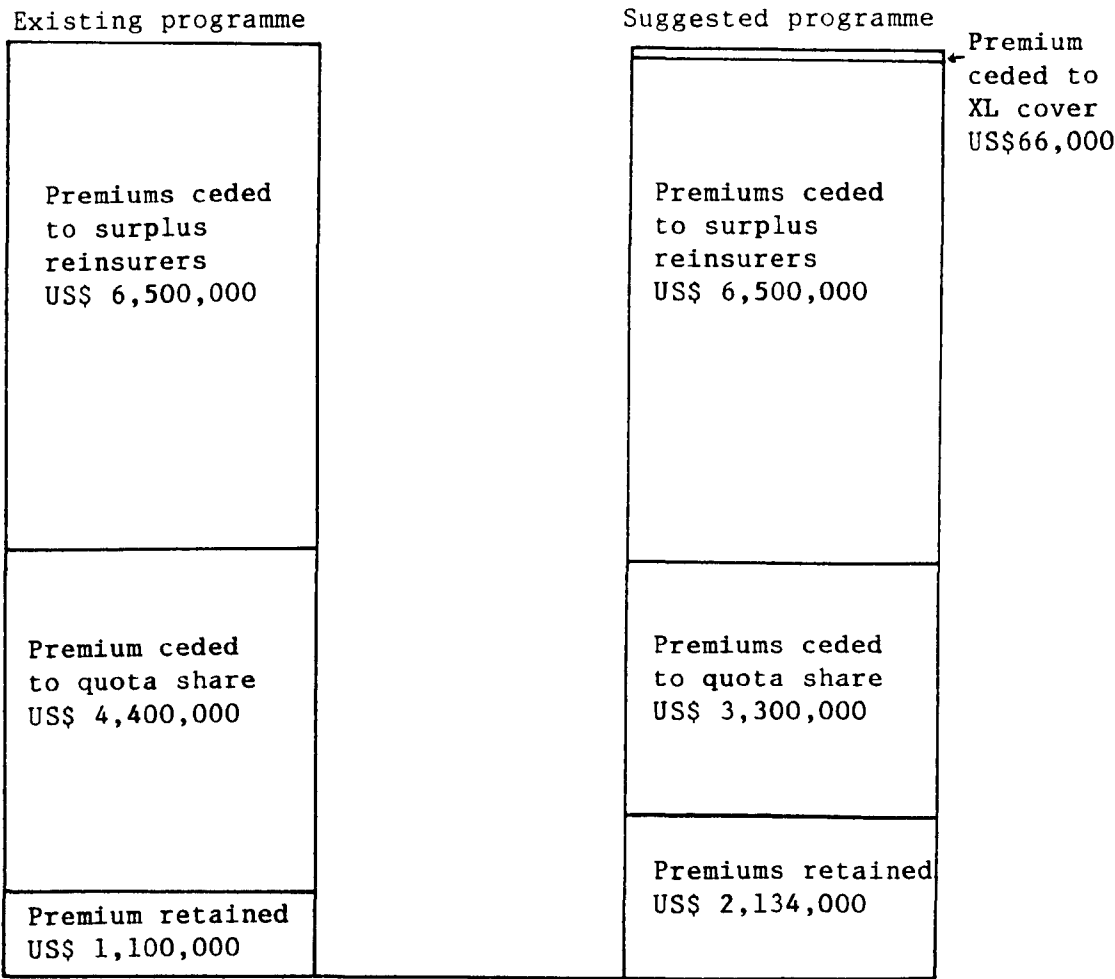 Existing programme
Premiums ceded
to surplus
reinsurers
US$ 6,500,000
Premium ceded
to quota share
US$ 4,400,000
Premium retained
US$ 1,100,000
Suggested programme
Premium
ceded to
XL cover
US$66,000
Premiums ceded
to surplus
reinsurers
US$ 6,500,000
Premiums ceded
to quota share
US$ 3,300,000
Premiums retained
US$ 2,134,000